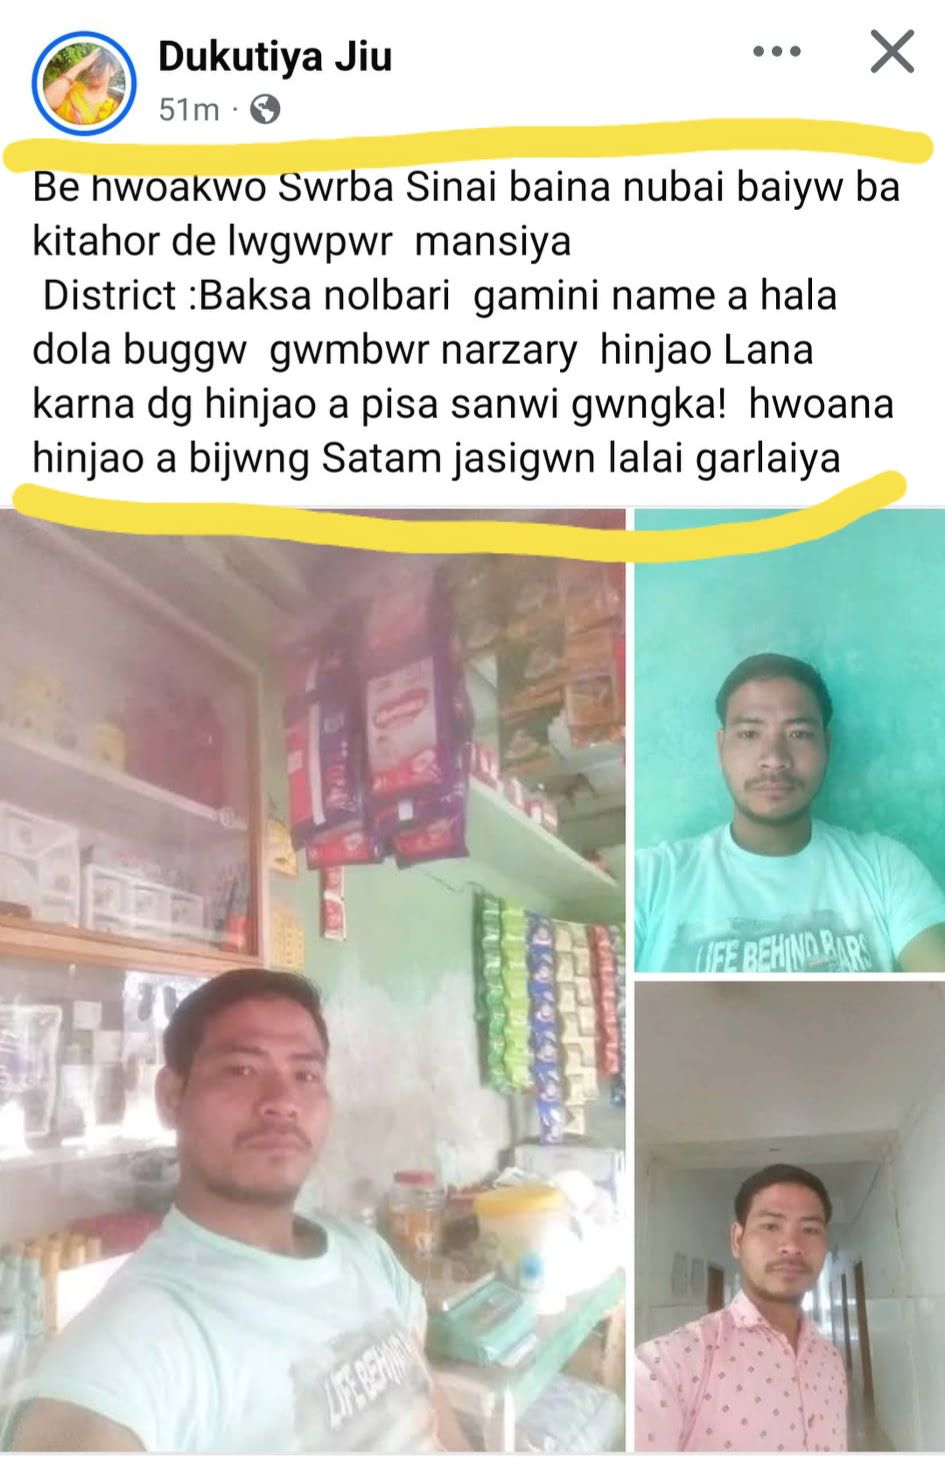 Dukutiya Jiu
51m ·
Be hwoakwo Swrba Sinai baina nubai baiyw ba
kitahor de lwgwpwr mansiya
District :Baksa nolbari gamini name a hala
dola buggw gwmbwr narzary hinjao Lana
karna dg hinjao a pisa sanwi gwngka! hwoana
hinjao a bijwng Satam jasigwn lalai garlaiya
LIFE BEHIND BARS
LIFE BEHIN